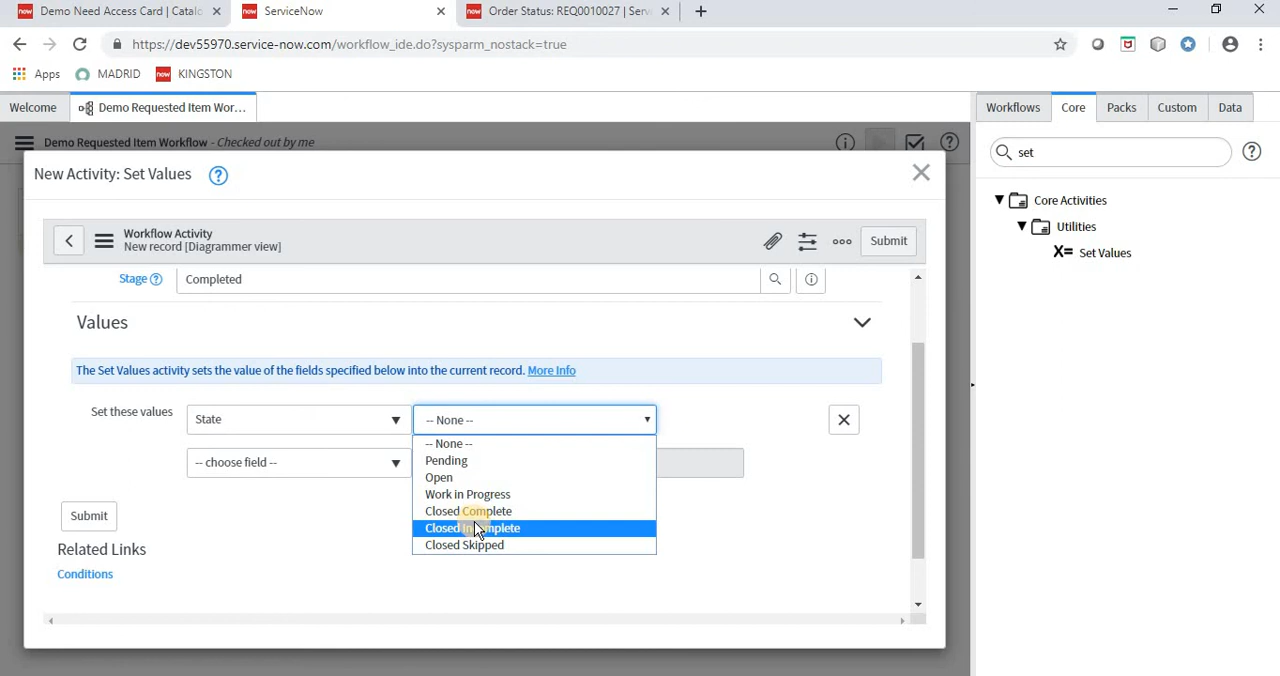 Demo Need Access Card | Catalo
ServiceNow
Order Status: REQ0010027 | Serv
https://dev55970.service-now.com/workflow_ide.do?sysparm_nostack=true
Apps
MADRID
now KINGSTON
Welcome
Demo Requested Item Wor...
Workflows
Core
Packs
Custom
Data
Demo Requested Item Workflow - Checked out by me
set
New Activity: Set Values
Core Activities
Utilities
X= Set Values
Workflow Activity
New record [Diagrammer view]
Submit
Stage
Completed
Values
The Set Values activity sets the value of the fields specified below into the current record. More Info
Set these values
State
-- None --
-- None --
-- choose field --
Pending
Open
Work in Progress
Closed Complete
Closed Incomplete
Closed Skipped
Submit
Related Links
Conditions